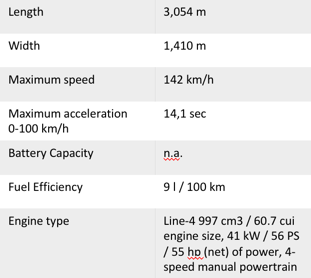 Length 3,054 m
Width 1,410 m
Maximum speed 142 km/h
Maximum acceleration 14,1 sec
0-100 km/h
Battery Capacity n.a.
Fuel Efficiency 9 l / 100 km
Engine type Line-4 997 cm3 / 60.7 cui
engine size, 41 kW / 56 PS
/ 55 hp (net) of power, 4-
speed manual powertrain